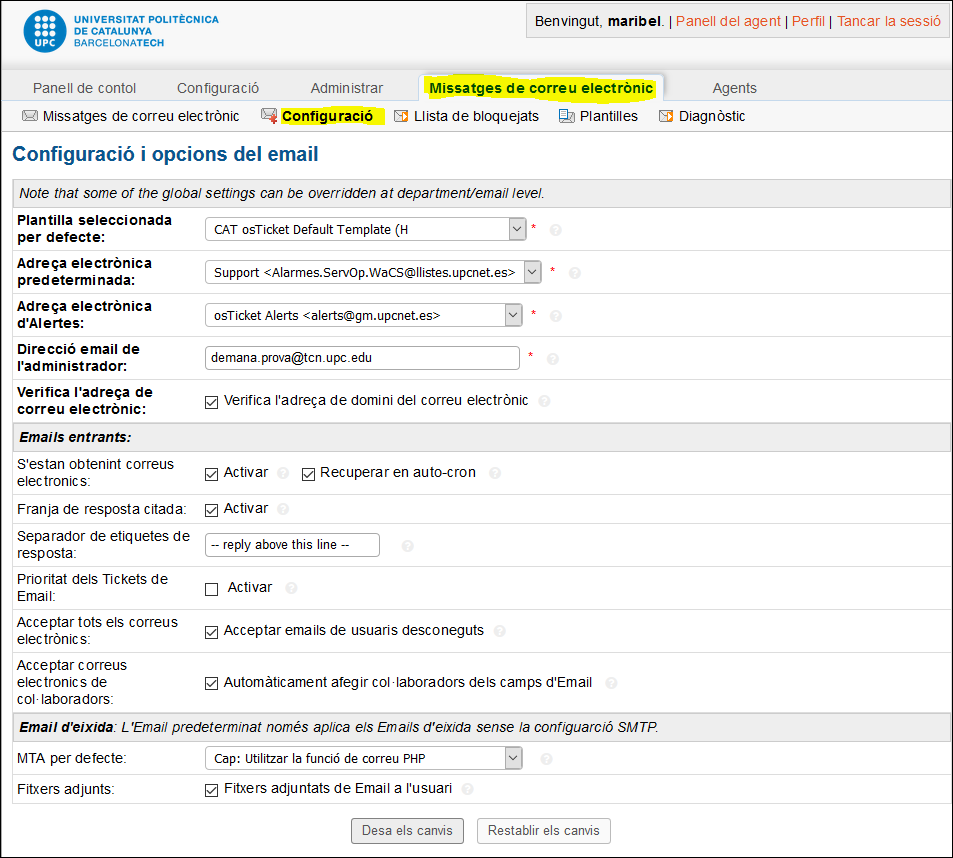 UNIVERSITAT POLITÈCNICA
DE CATALUNYA
BARCELONATECH
UPC
Benvingut, maribel. | Panell del agent | Perfil | Tancar la sessió
Panell de contol Configuració Administrar Missatges de correu electrònic Agents
Missatges de correu electrònic Configuració Llista de bloquejats Plantilles Diagnòstic
Configuració i opcions del email
Note that some of the global settings can be overridden at department/email level.
Plantilla seleccionada
per defecte:
CAT osTicket Default Template (H *
Adreça electrònica
predeterminada:
Support <Alarmes.ServOp.WaCS@llistes.upcnet.es> *
Adreça electrònica
d'Alertes:
osTicket Alerts <alerts@gm.upcnet.es> *
Direcció email de
l'administrador:
demana.prova@tcn.upc.edu *
Verifica l'adreça de
correu electrònic:
Verifica l'adreça de domini del correu electrònic
Emails entrants:
S'estan obtenint correus
electronics:
Activar Recuperar en auto-cron
Franja de resposta citada: Activar
Separador de etiquetes de
resposta:
-- reply above this line --
Prioritat dels Tickets de
Email:
Activar
Acceptar tots els correus
electrònics:
Acceptar emails de usuaris desconeguts
Acceptar correus
electronics de
col·laboradors:
Automàticament afegir col·laboradors dels camps d'Email
Email d'eixida: L'Email predeterminat només aplica els Emails d'eixida sense la configuarció SMTP.
MTA per defecte: Cap: Utilitzar la funció de correu PHP
Fitxers adjunts: Fitxers adjuntats de Email a l'usuari
Desa els canvis Restablir els canvis